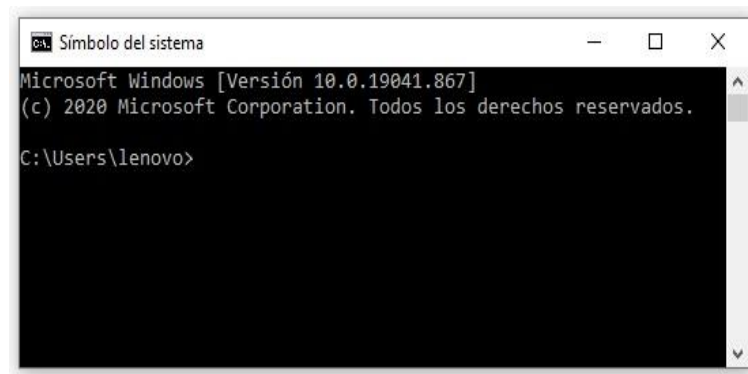 Símbolo del sistema
Microsoft Windows [Versión 10.0.19041.867]
(c) 2020 Microsoft Corporation. Todos los derechos reservados.
C:\Users\lenovo>